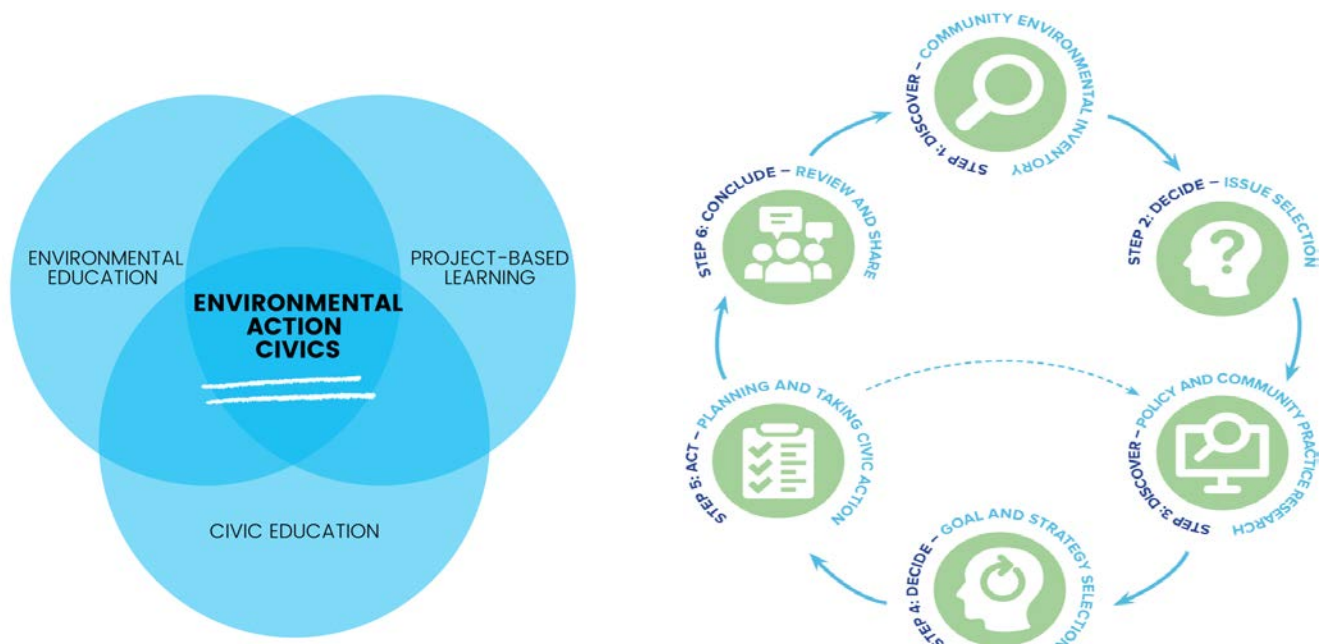 ENVIRONMENTAL
EDUCATION
PROJECT-BASED
LEARNING
ENVIRONMENTAL
ACTION
CIVICS
CIVIC EDUCATION
STEP 1: DISCOVER – COMMUNITY ENVIRONMENTAL INVENTORY
STEP 2: DECIDE – ISSUE SELECTION
STEP 3: DISCOVER – POLICY AND COMMUNITY PRACTICE RESEARCH
STEP 4: DECIDE – GOAL AND STRATEGY SELECTION
STEP 5: ACT – PLANNING AND TAKING CIVIC ACTION
STEP 6: CONCLUDE – REVIEW AND SHARE